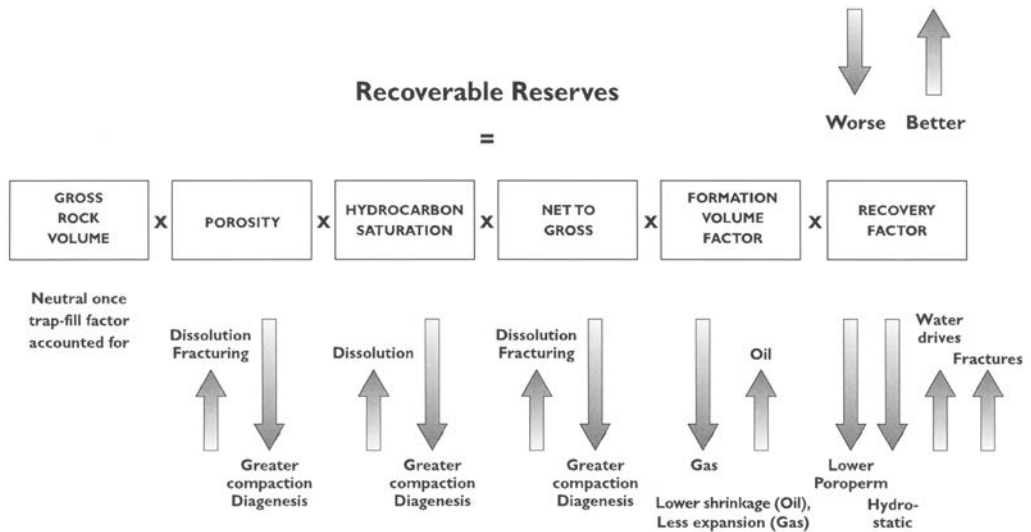 Worse Better
Recoverable Reserves
=
GROSS
ROCK
VOLUME
x
POROSITY
x
HYDROCARBON
SATURATION
x
NET TO
GROSS
x
FORMATION
VOLUME
FACTOR
x
RECOVERY
FACTOR
Neutral once
trap-fill factor
accounted for
Dissolution
Fracturing
Greater
compaction
Diagenesis
Dissolution
Greater
compaction
Diagenesis
Dissolution
Fracturing
Greater
compaction
Diagenesis
Gas
Oil
Lower shrinkage (Oil),
Less expansion (Gas)
Lower
Poroperm
Hydro-
static
Water
drives
Fractures